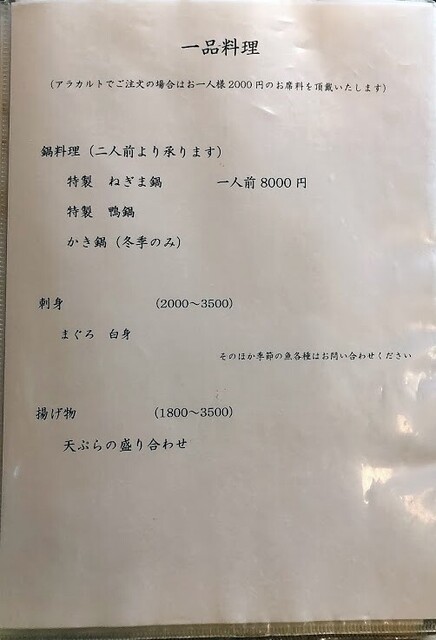 一品料理
（アラカルトでご注文の場合はお一人様2000円のお席料を頂戴いたします）
鍋料理（二人前より承ります）
特製 ねぎま鍋 一人前8000円
特製 鴨鍋
かき鍋（冬季のみ）
刺身 （2000～3500）
まぐろ 白身
そのほか季節の魚各種はお問い合わせください
揚げ物 （1800～3500）
天ぷらの盛り合わせ